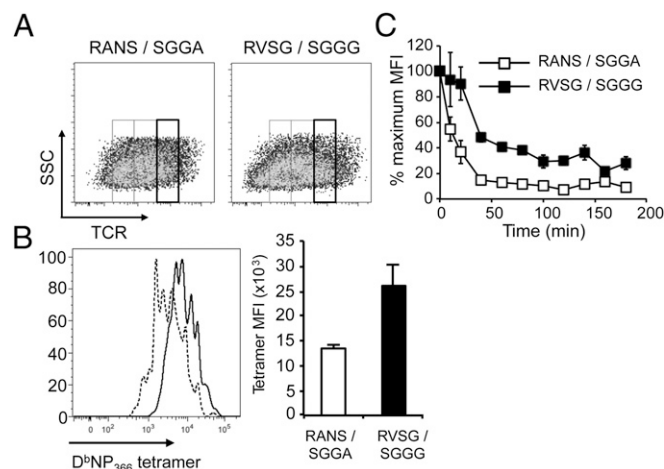 A
RANS / SGGA
RVSG / SGGG
SSC
TCR
B
100
80
60
40
20
0
0 10² 10³ 10⁴ 10⁵
DᵇNP₃₆₆ tetramer
Tetramer MFI (x10³)
35
30
25
20
15
10
5
0
RANS / SGGA
RVSG / SGGG
C
% maximum MFI
120
100
80
60
40
20
0
RANS / SGGA
RVSG / SGGG
0 50 100 150 200
Time (min)